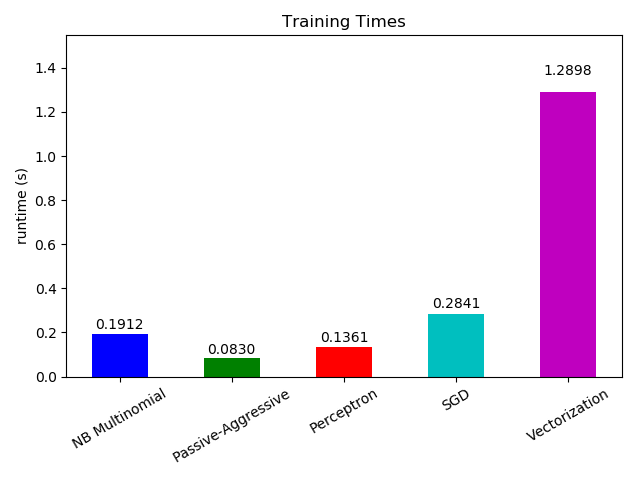 Training Times
runtime (s)
1.4
1.2
1.0
0.8
0.6
0.4
0.2
0.0
0.1912
0.0830
0.1361
0.2841
1.2898
NB Multinomial
Passive-Aggressive
Perceptron
SGD
Vectorization